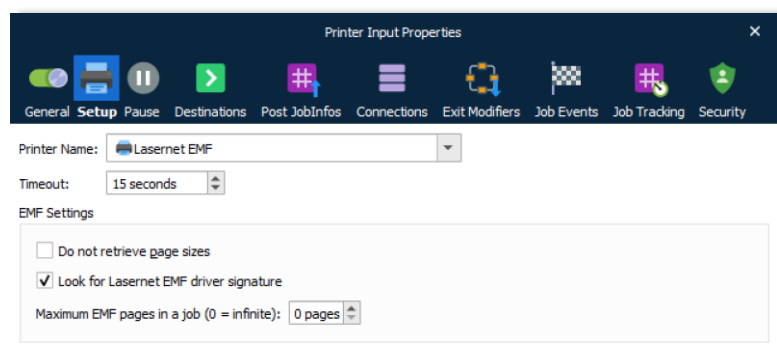 Printer Input Properties
General Setup Pause Destinations Post JobInfos Connections Exit Modifiers Job Events Job Tracking Security
Printer Name: Lasernet EMF
Timeout: 15 seconds
EMF Settings
Do not retrieve page sizes
Look for Lasernet EMF driver signature
Maximum EMF pages in a job (0 = infinite): 0 pages